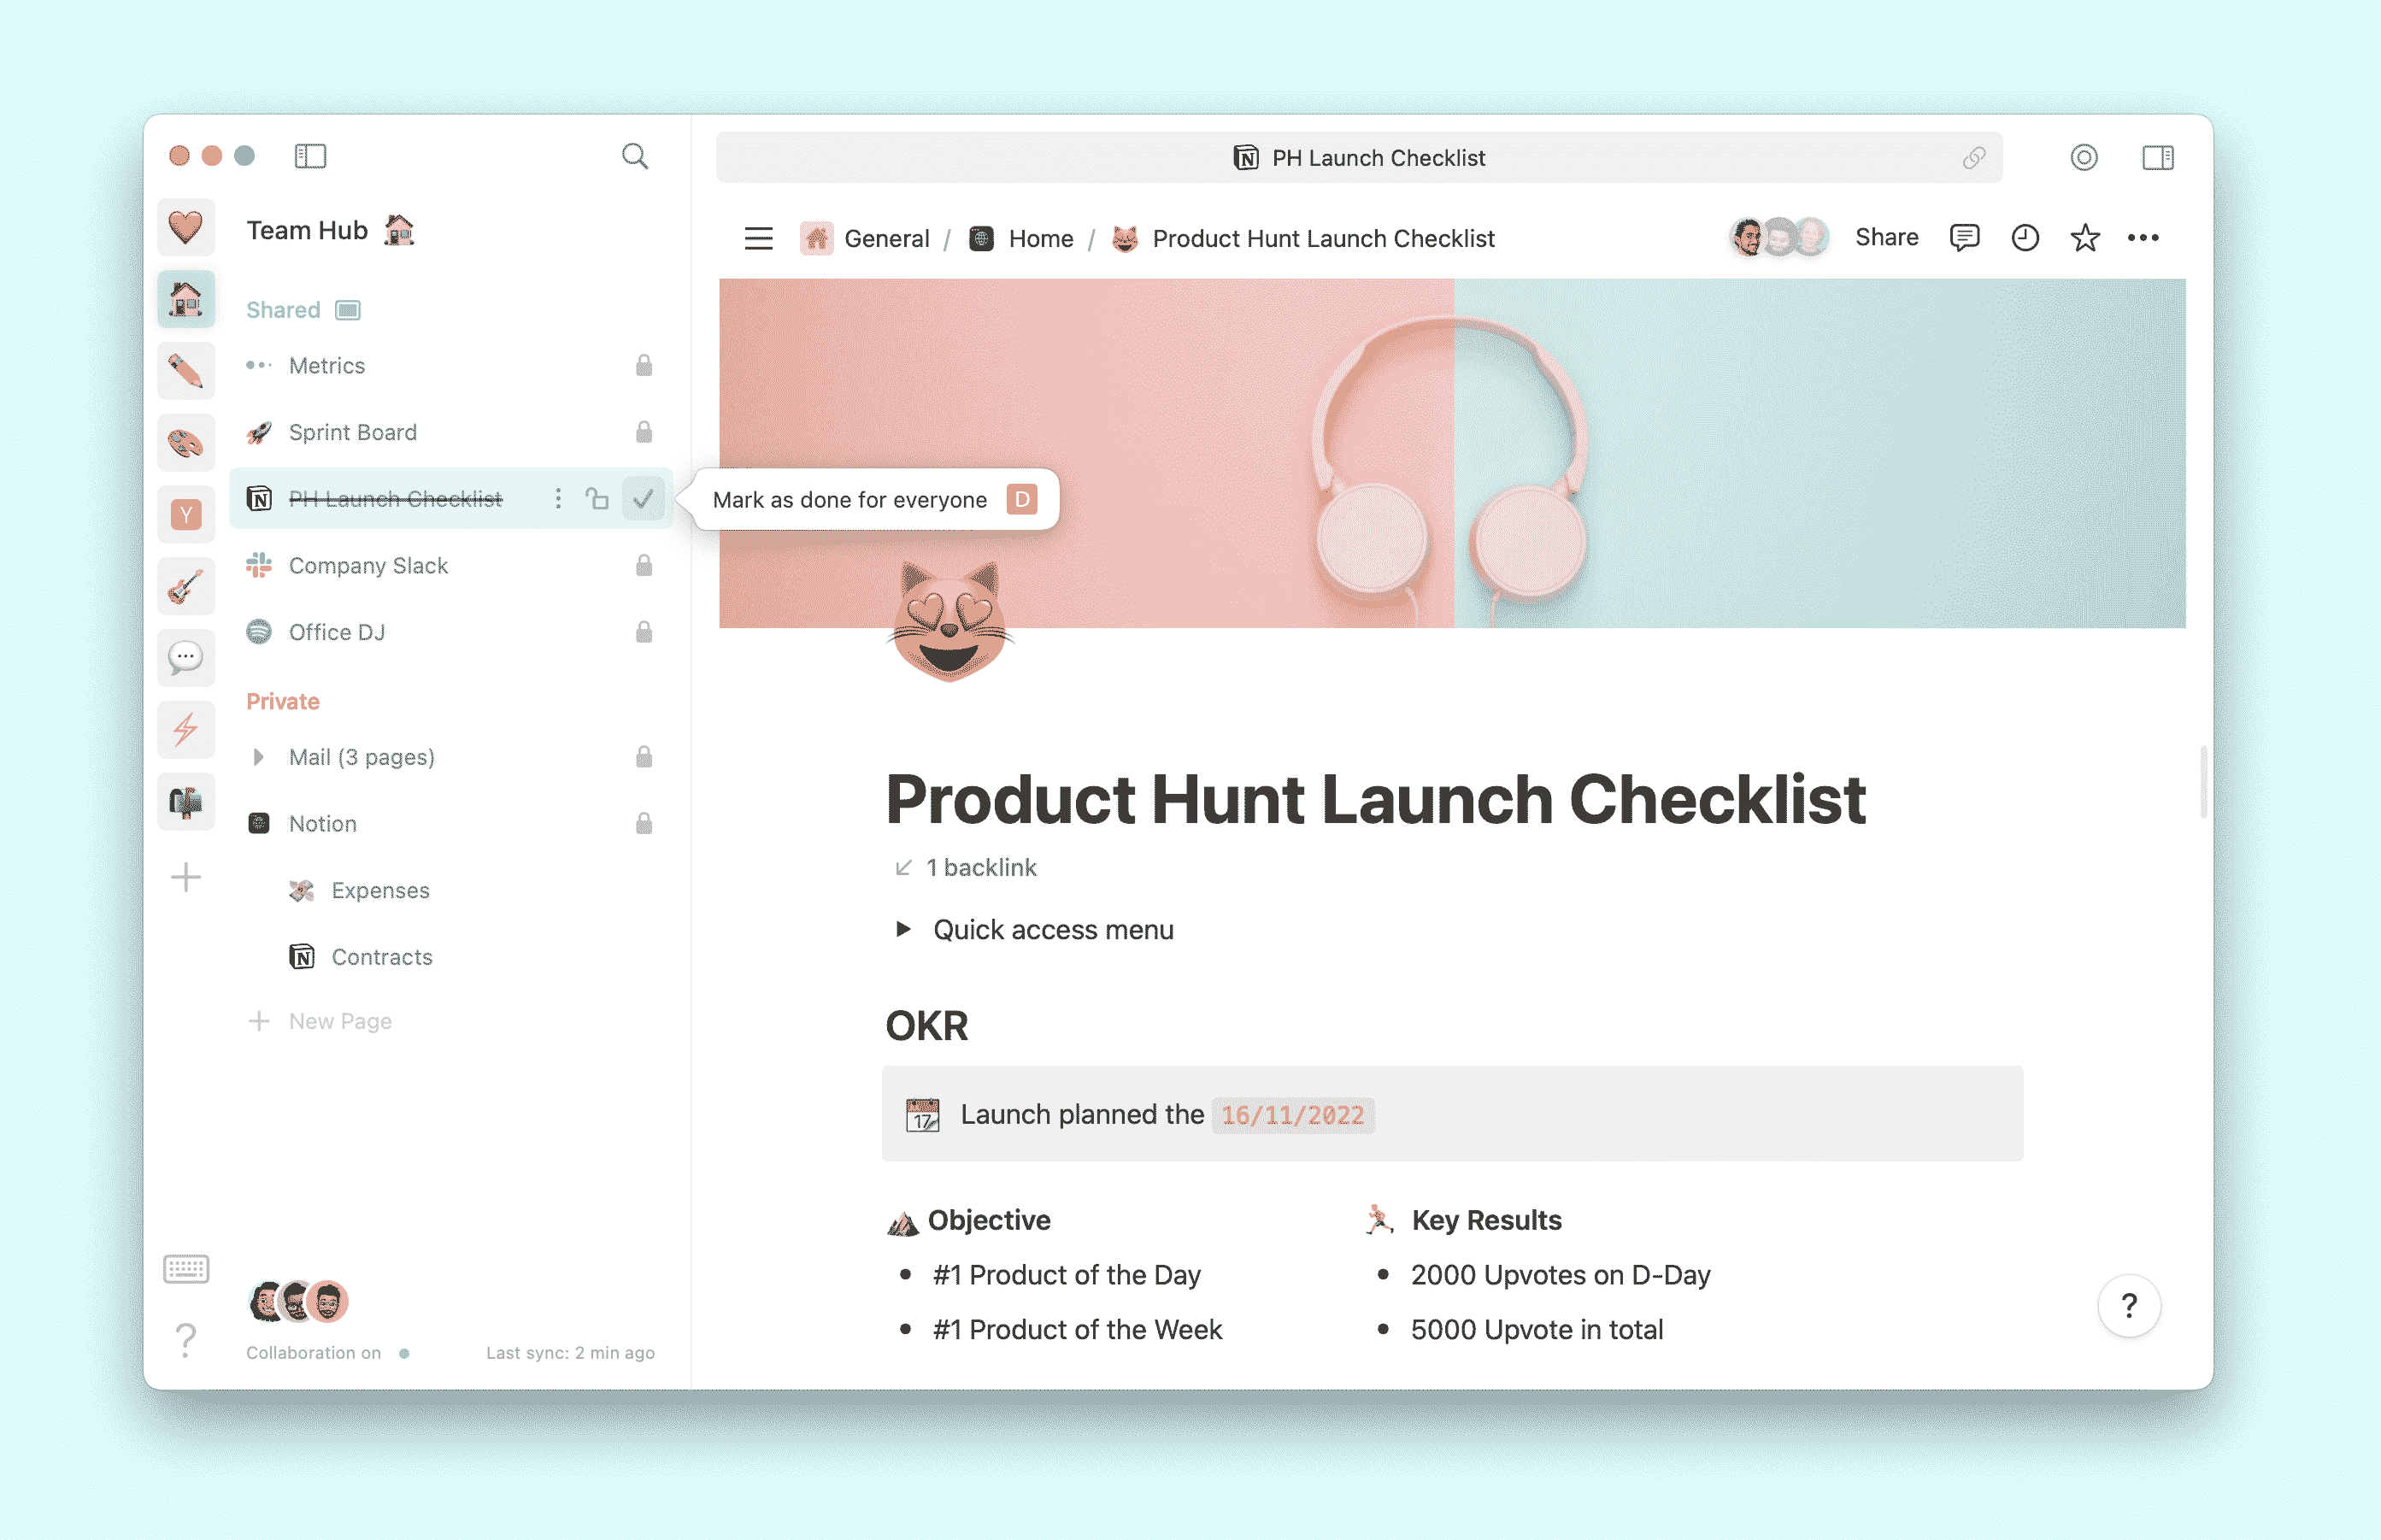 PH Launch Checklist
Team Hub
General / Home / Product Hunt Launch Checklist
Share
Shared
Metrics
Sprint Board
PH Launch Checklist
Mark as done for everyone D
Y
Company Slack
Office DJ
Private
Mail (3 pages)
Notion
Expenses
Contracts
New Page
Collaboration on
Last sync: 2 min ago
Product Hunt Launch Checklist
1 backlink
Quick access menu
OKR
17 Launch planned the 16/11/2022
Objective
• #1 Product of the Day
• #1 Product of the Week
Key Results
• 2000 Upvotes on D-Day
• 5000 Upvote in total
?